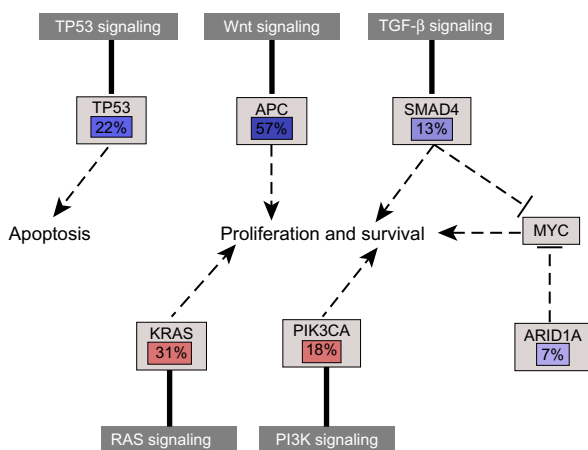 TP53 signaling
Wnt signaling
TGF-β signaling
TP53
22%
APC
57%
SMAD4
13%
Apoptosis
Proliferation and survival
MYC
KRAS
31%
PIK3CA
18%
ARID1A
7%
RAS signaling
PI3K signaling